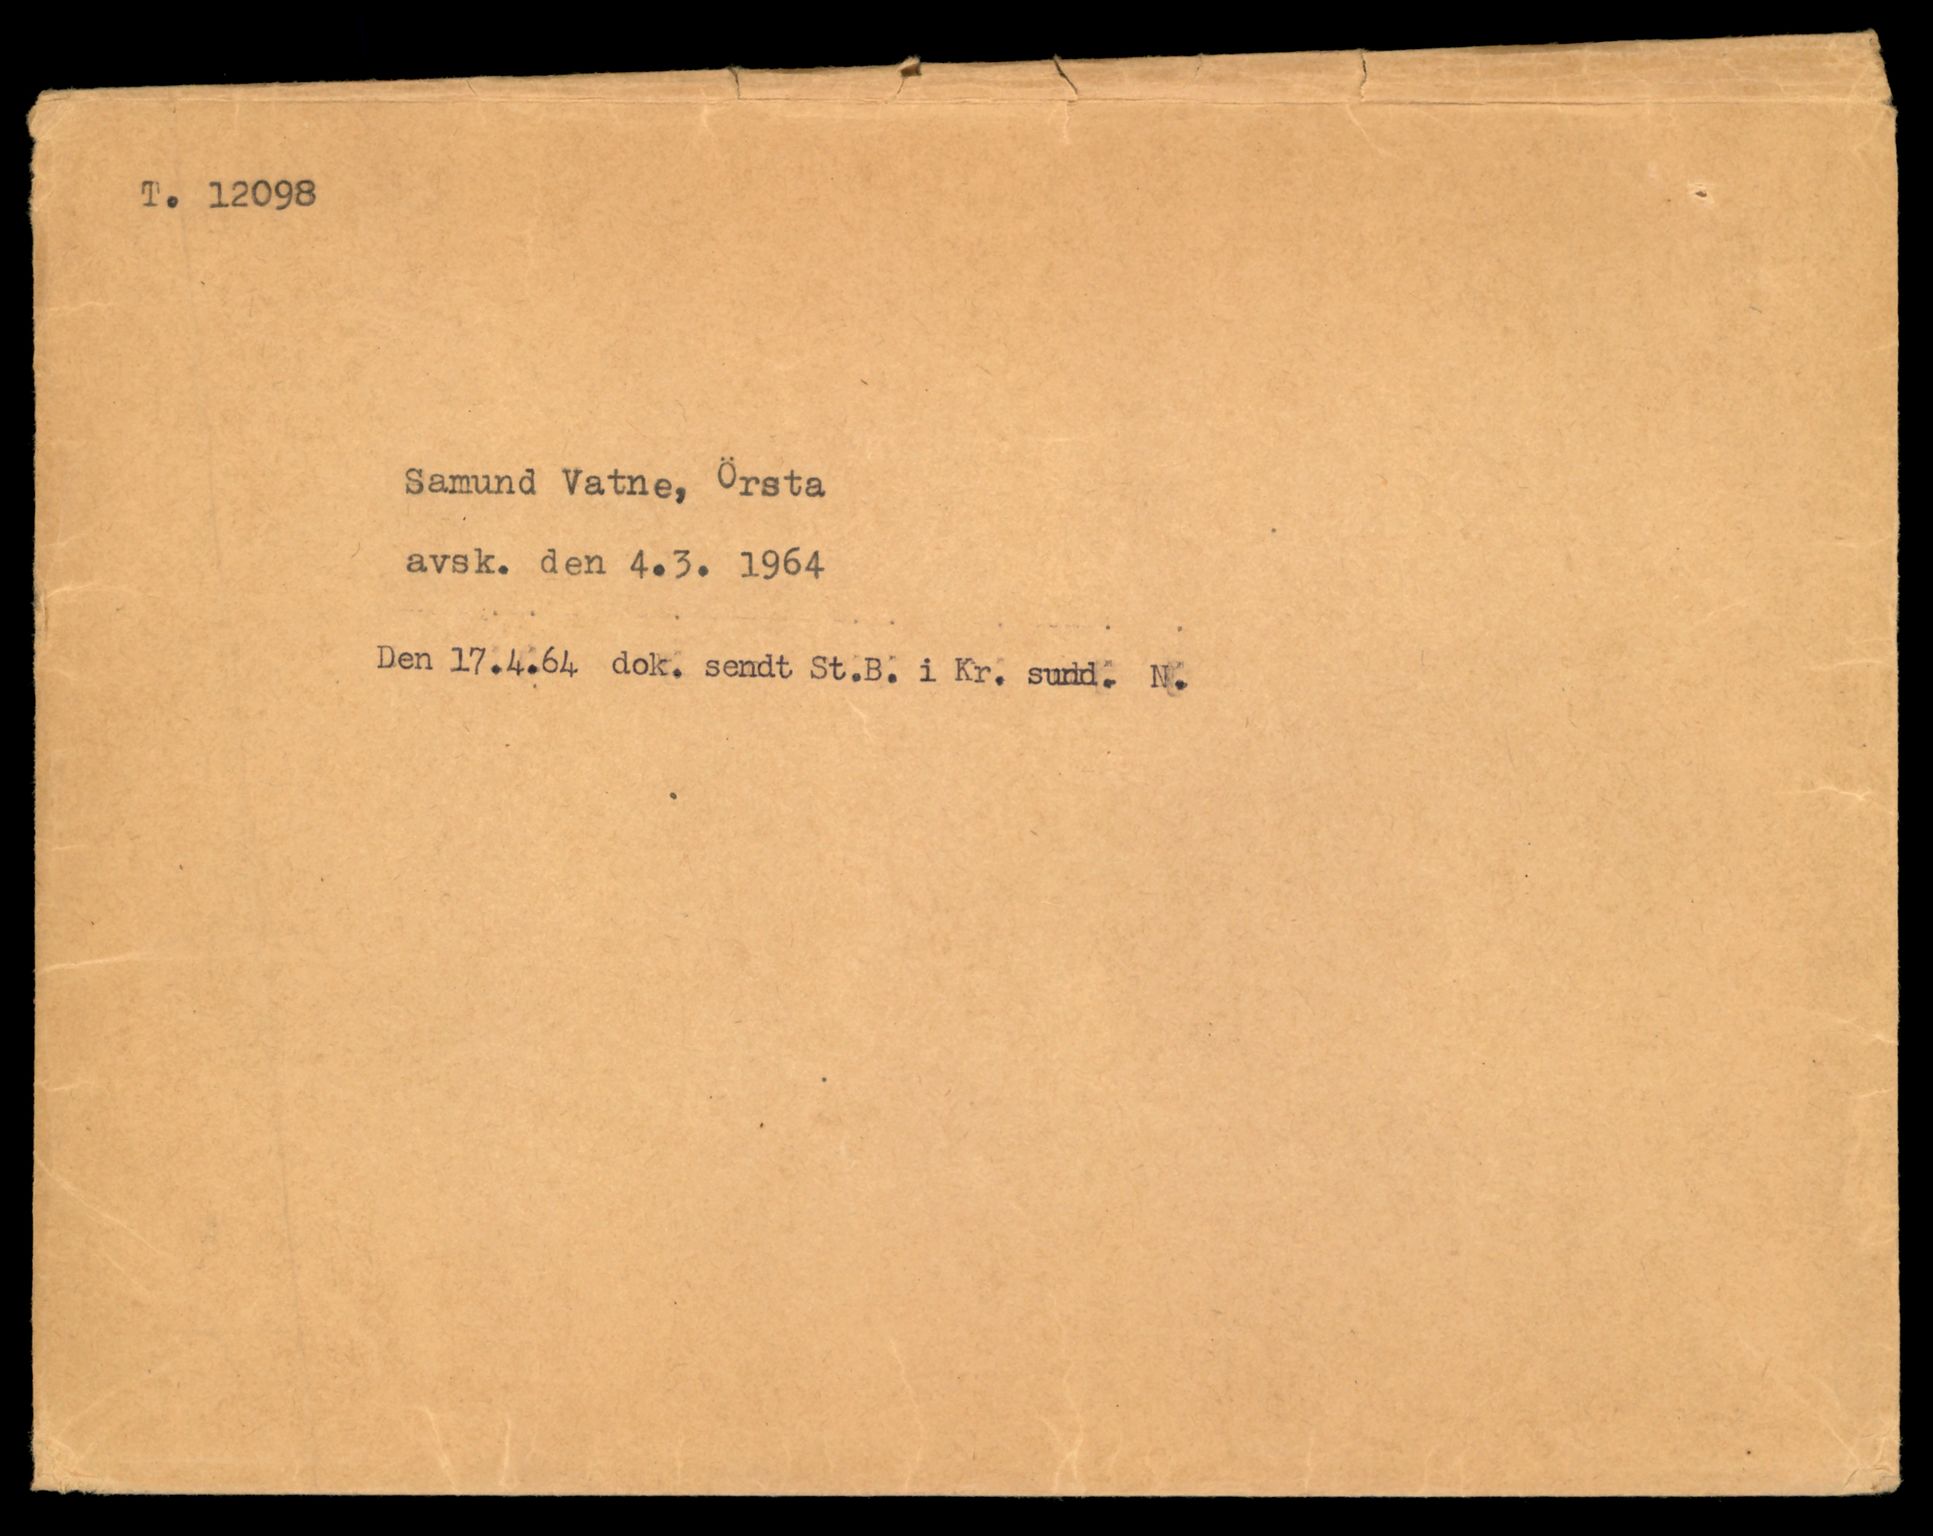 T. 12098
Samund Vatne, Örsta
avsk. den 4.3. 1964
Den 17.4.64 dok. sendt St.B. i Kr. sund. N.